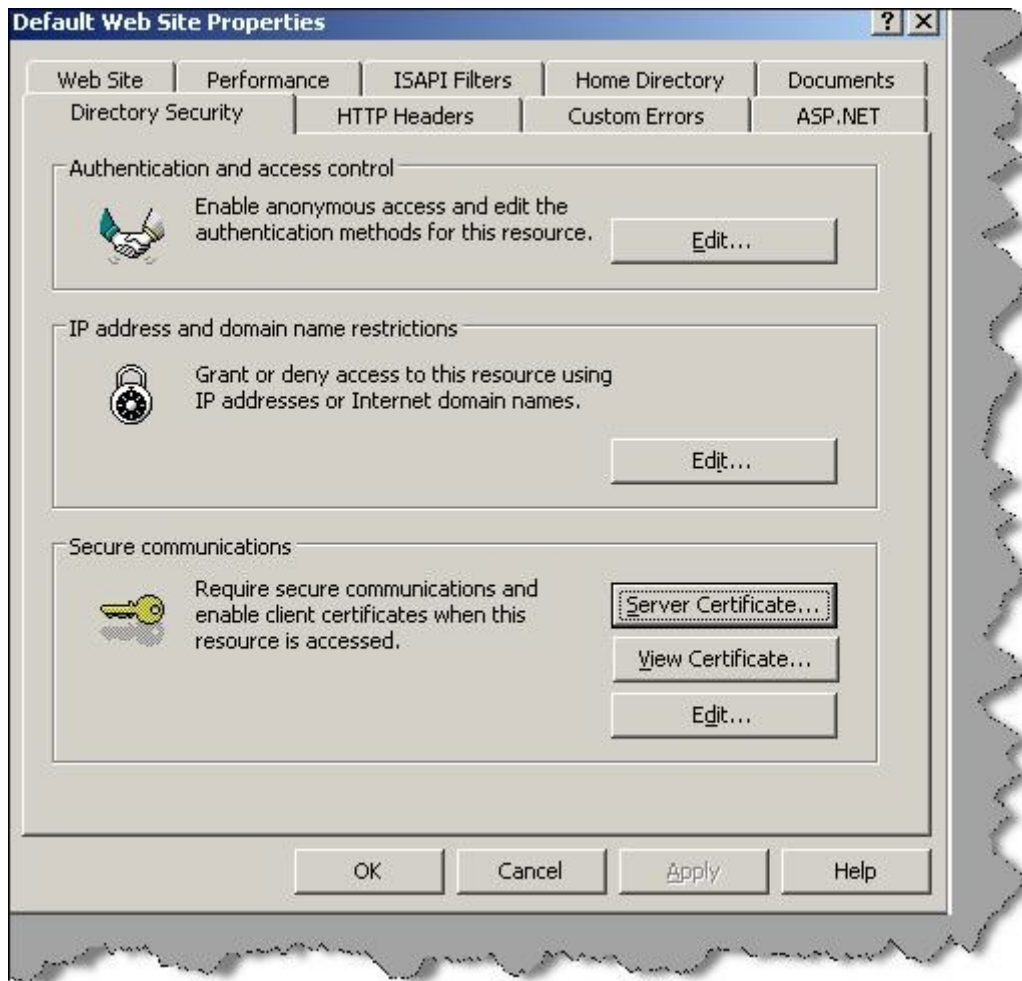 Default Web Site Properties
? X
Web Site Performance ISAPI Filters Home Directory Documents
Directory Security HTTP Headers Custom Errors ASP.NET
Authentication and access control
Enable anonymous access and edit the
authentication methods for this resource.
Edit...
IP address and domain name restrictions
Grant or deny access to this resource using
IP addresses or Internet domain names.
Edit...
Secure communications
Require secure communications and
enable client certificates when this
resource is accessed.
Server Certificate...
View Certificate...
Edit...
OK Cancel Apply Help